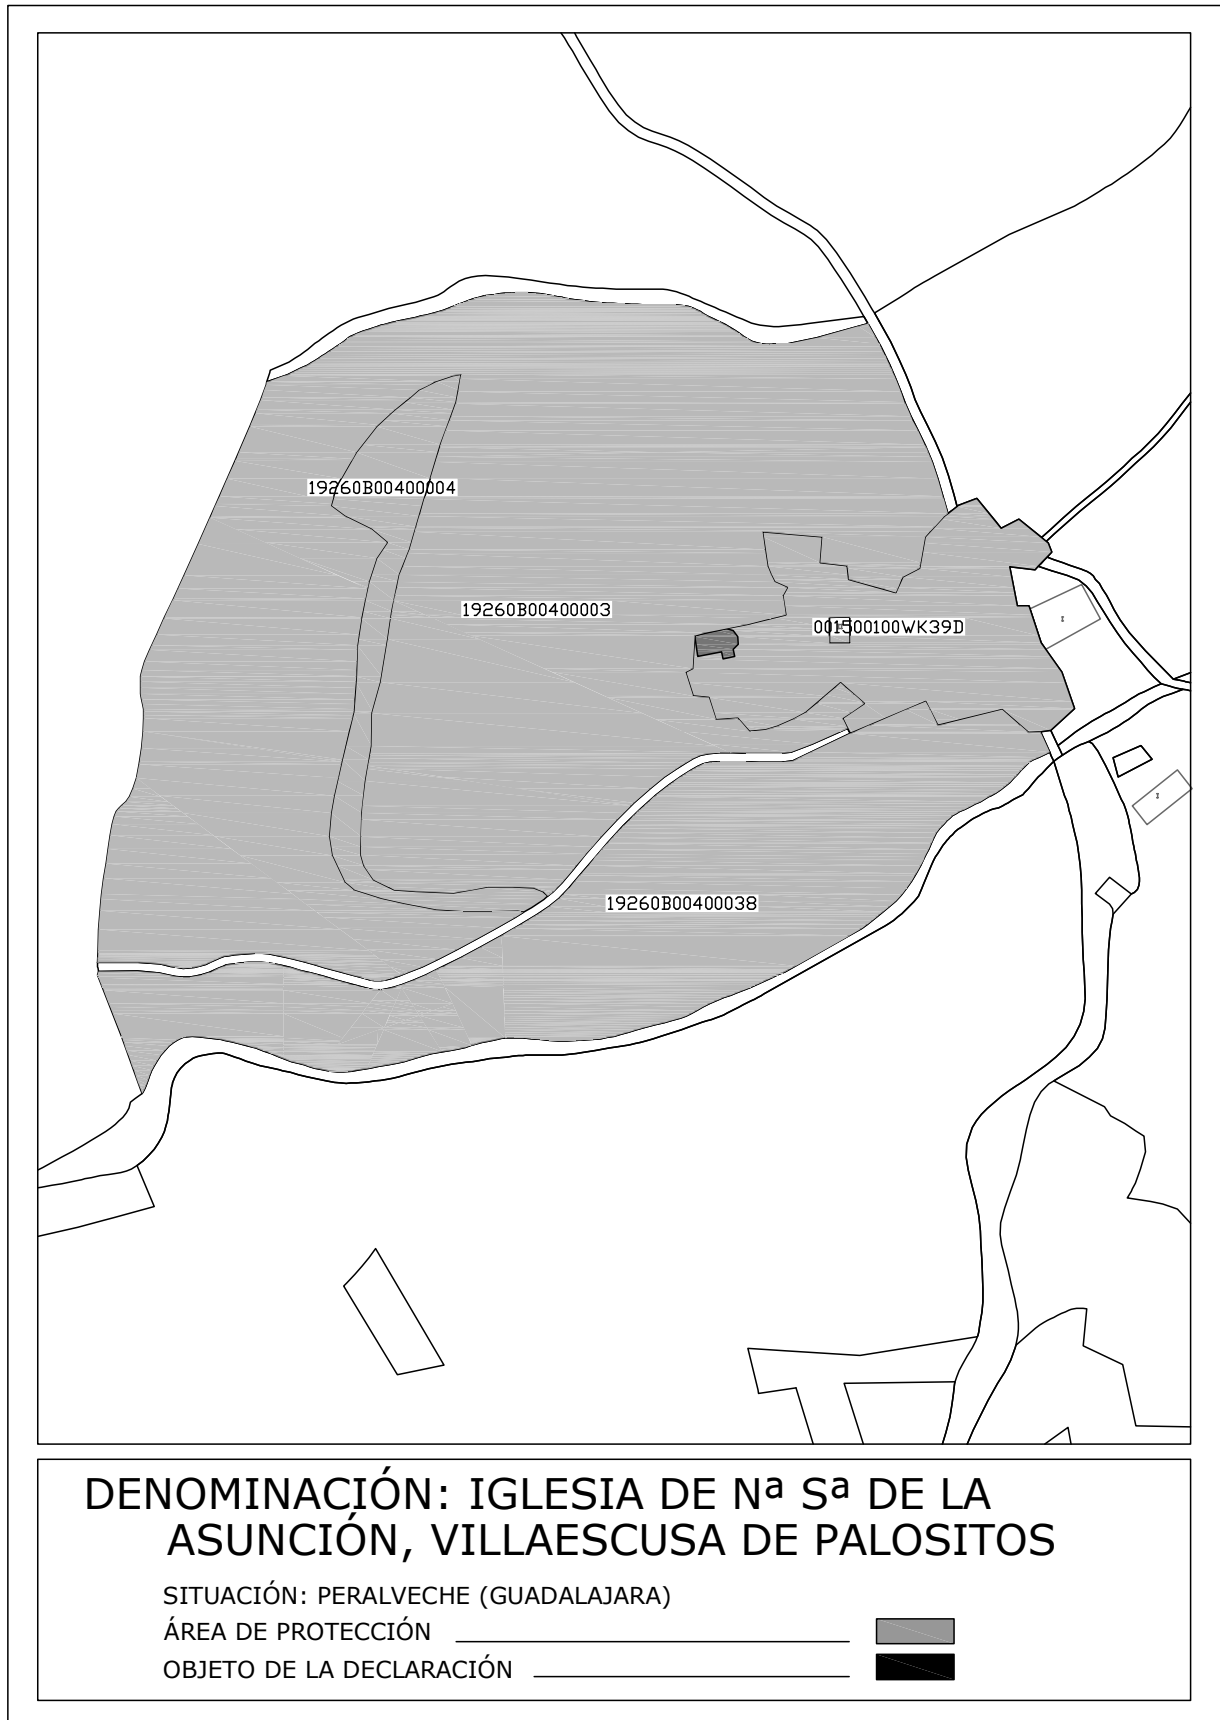 19260B00400004
19260B00400003
001500100WK39D
19260B00400038
DENOMINACIÓN: IGLESIA DE Nª Sª DE LA
ASUNCIÓN, VILLAESCUSA DE PALOSITOS
SITUACIÓN: PERALVECHE (GUADALAJARA)
ÁREA DE PROTECCIÓN
OBJETO DE LA DECLARACIÓN